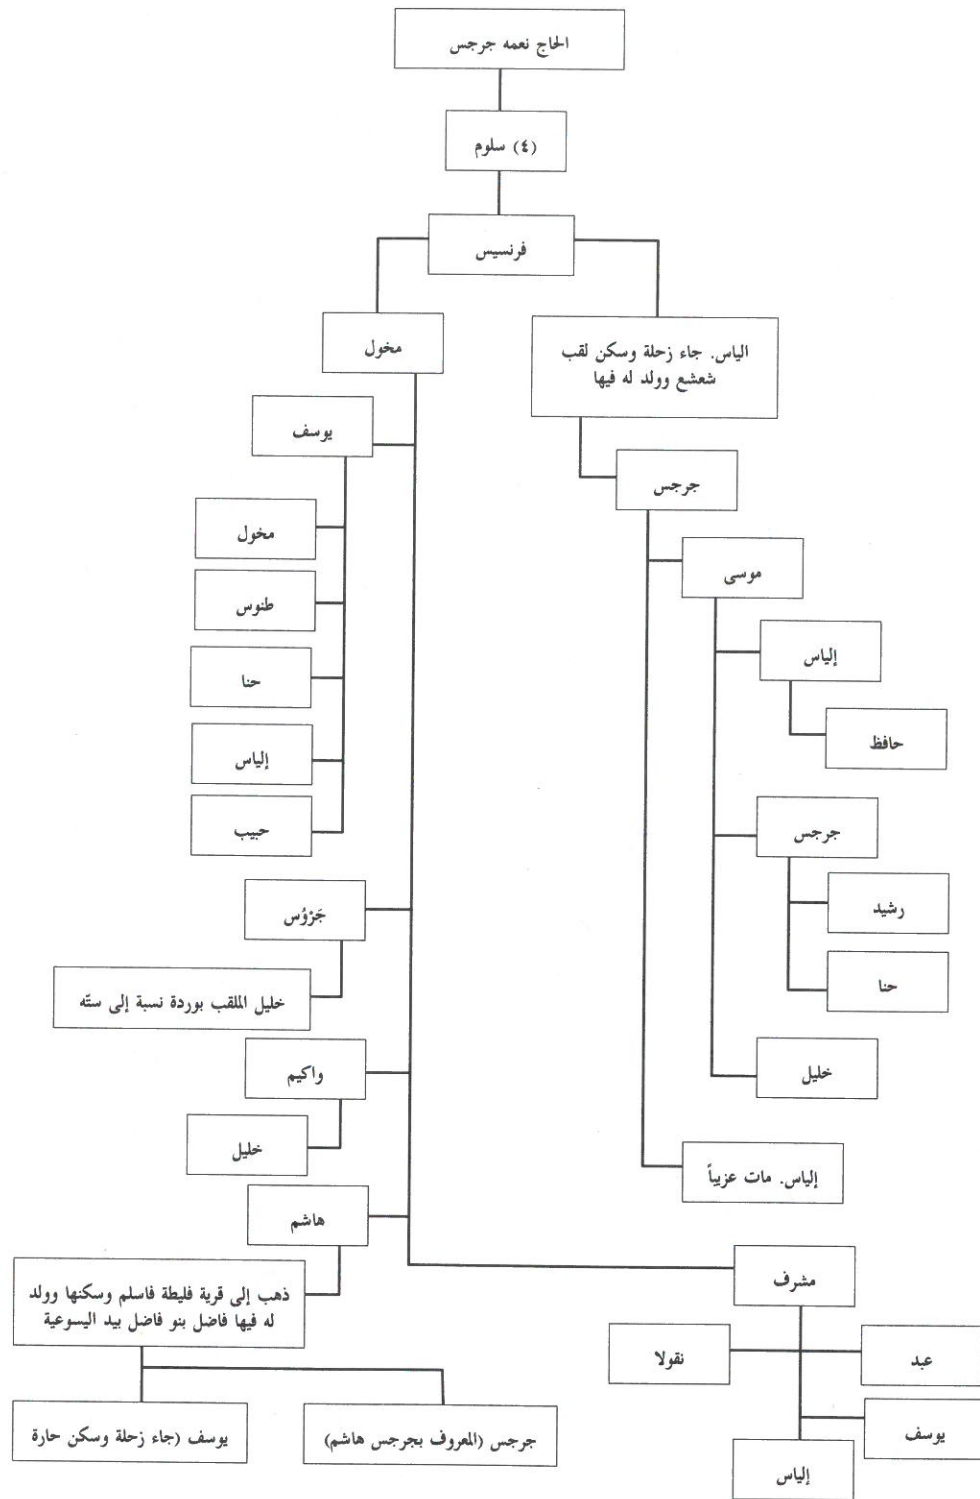 الحاج نعمه جرجس
(٤) سلوم
فرنسيس
الياس. جاء زحلة وسكن لقب
شعشع وولد له فيها
جرجس
موسى
إلياس
حافظ
جرجس
رشيد
حنا
خليل
إلياس. مات عزيباً
مخول
يوسف
مخول
طنوس
حنا
إلياس
حبيب
جَرْوُس
خليل الملقب بوردة نسبة إلى ستّه
واكيم
خليل
هاشم
ذهب إلى قرية فليطة فاسلم وسكنها وولد
له فيها فاضل بنو فاضل بيد اليسوعية
جرجس (المعروف بجرجس هاشم)
يوسف (جاء زحلة وسكن حارة
مشرف
عبد
نقولا
يوسف
إلياس